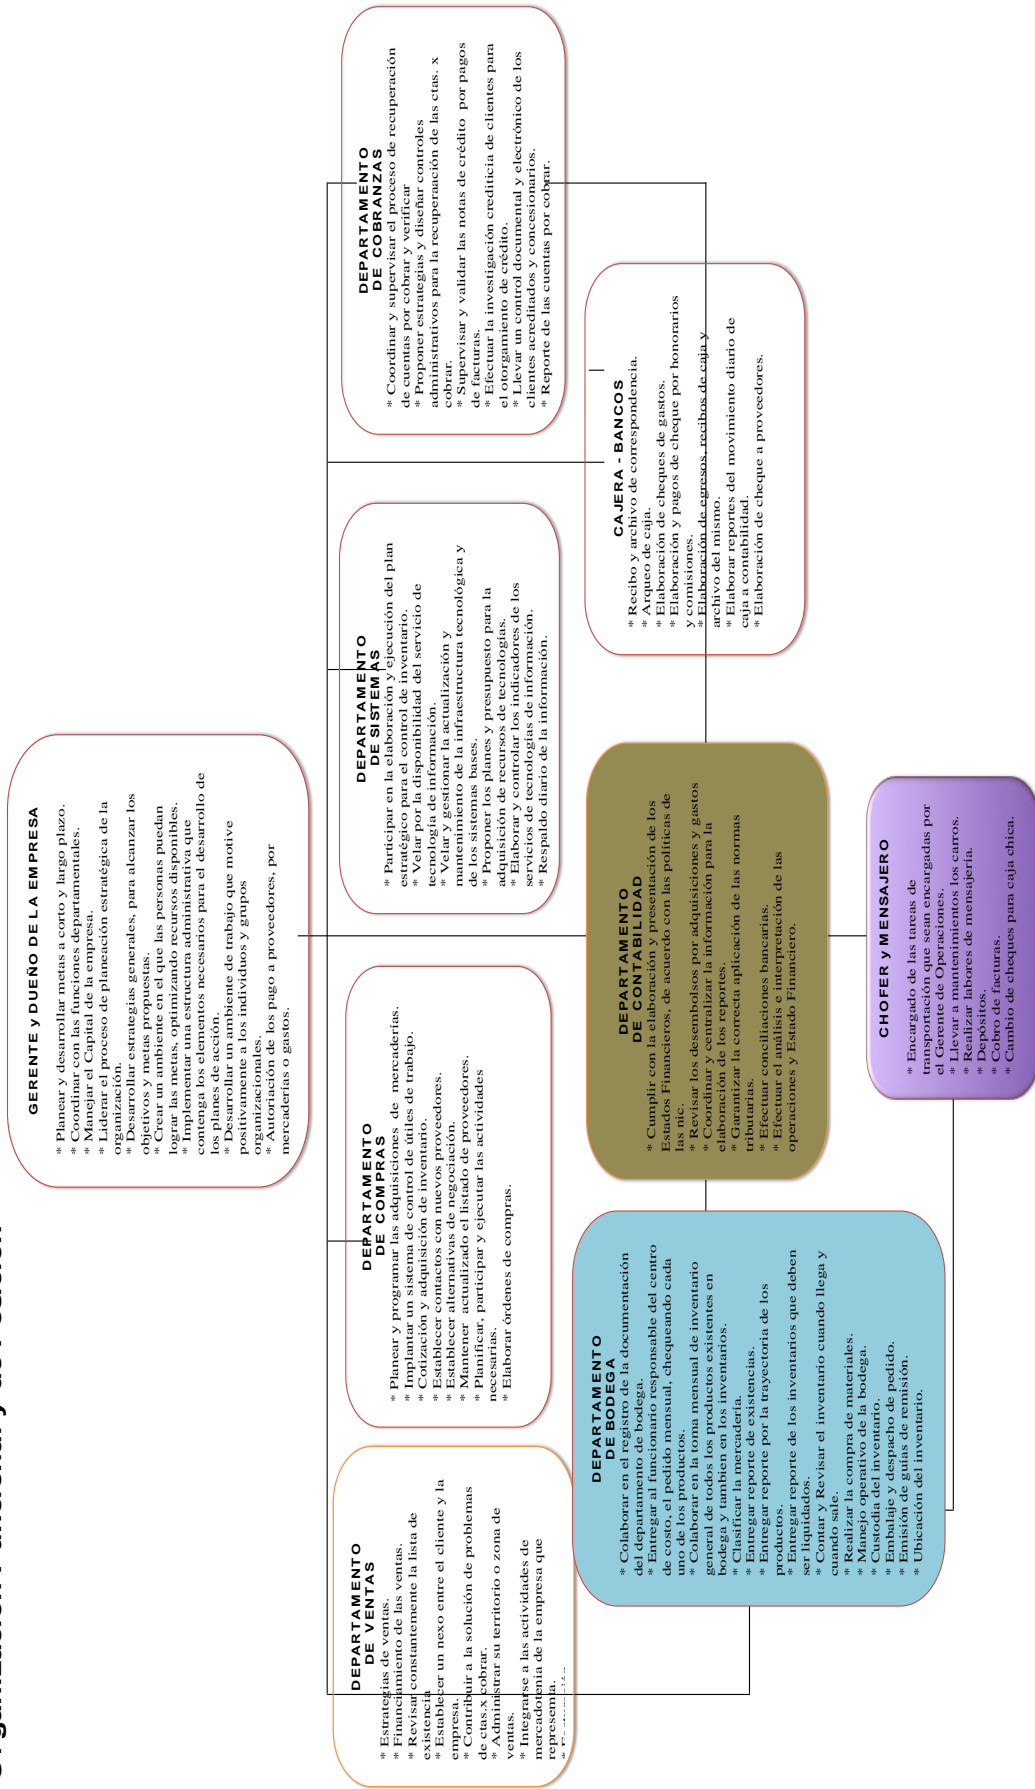 GERENTE y DUEÑO DE LA EMPRESA
* Planear y desarrollar metas a corto y largo plazo.
* Coordinar con las funciones departamentales.
* Manejar el Capital de la empresa.
* Liderar el proceso de planeación estratégica de la
organización.
* Desarrollar estrategias generales, para alcanzar los
objetivos y metas propuestas.
* Crear un ambiente en el que las personas puedan
lograr las metas, optimizando recursos disponibles.
* Implementar una estructura administrativa que
contenga los elementos necesarios para el desarrollo de
los planes de acción.
* Desarrollar un ambiente de trabajo que motive
positivamente a los individuos y grupos
organizacionales.
* Autoriación de los pago a proveedores, por
mercaderías o gastos.
DEPARTAMENTO
DE VENTAS
* Estrategias de ventas.
* Financiamiento de las ventas.
* Revisar constantemente la lista de
existencia
* Establecer un nexo entre el cliente y la
empresa.
* Contribuir a la solución de problemas
de ctas.x cobrar.
* Administrar su territorio o zona de
ventas.
* Integrarse a las actividades de
mercadotenia de la empresa que
representa.
DEPARTAMENTO
DE COMPRAS
* Planear y programar las adquisiciones de mercaderías.
* Implantar un sistema de control de útiles de trabajo.
* Cotización y adquisición de inventario.
* Establecer contactos con nuevos provedores.
* Establecer alternativas de negociación.
* Mantener actualizado el listado de proveedores.
* Planificar, participar y ejecutar las actividades
necesarias.
* Elaborar órdenes de compras.
DEPARTAMENTO
DE SISTEMAS
* Participar en la elaboración y ejecución del plan
estratégico para el control de inventario.
* Velar por la disponibilidad del servicio de
tecnología de información.
* Velar y gestionar la actualización y
mantenimiento de la infraestructura tecnológica y
de los sistemas bases.
* Proponer los planes y presupuesto para la
adquisición de recursos de tecnologías.
* Elaborar y controlar los indicadores de los
servicios de tecnologías de información.
* Respaldo diario de la información.
DEPARTAMENTO
DE COBRANZAS
* Coordinar y supervisar el proceso de recuperación
de cuentas por cobrar y verificar
* Proponer estrategias y diseñar controles
administrativos para la recuperaación de las ctas. x
cobrar.
* Supervisar y validar las notas de crédito por pagos
de facturas.
* Efectuar la investigación crediticia de clientes para
el otorgamiento de crédito.
* Llevar un control documental y electrónico de los
clientes acreditados y concesionarios.
* Reporte de las cuentas por cobrar.
DEPARTAMENTO
DE BODEGA
* Colaborar en el registro de la documentación
del departamento de bodega.
* Entregar al funcionario responsable del centro
de costo, el pedido mensual, chequeando cada
uno de los productos.
* Colaborar en la toma mensual de inventario
general de todos los productos existentes en
bodega y tambien en los inventarios.
* Clasificar la mercadería.
* Entregar reporte de existencias.
* Entregar reporte por la trayectoria de los
productos.
* Entregar reporte de los inventarios que deben
ser liquidados.
* Contar y Revisar el inventario cuando llega y
cuando sale.
* Realizar la compra de materiales.
* Manejo operativo de la bodega.
* Custodia del inventario.
* Embalaje y despacho de pedido.
* Emisión de guías de remisión.
* Ubicación del inventario.
DEPARTAMENTO
DE CONTABILIDAD
* Cumplir con la elaboración y presentación de los
Estados Financieros, de acuerdo con las políticas de
las nic.
* Revisar los desembolsos por adquisiciones y gastos
* Coordinar y centralizar la información para la
elaboración de los reportes.
* Garantizar la correcta aplicación de las normas
tributarias.
* Efectuar conciliaciones bancarias.
* Efectuar el análisis e interpretación de las
operaciones y Estado Financiero.
CAJERA - BANCOS
* Recibo y archivo de correspondencia.
* Arqueo de caja.
* Elaboración de cheques de gastos.
* Elaboración y pagos de cheque por honorarios
y comisiones.
* Elaboración de egresos, recibos de caja y
archivo del mismo.
* Elaborar reportes del movimiento diario de
caja a contabilidad.
* Elaboración de cheque a proveedores.
CHOFER y MENSAJERO
* Encargado de las tareas de
transportación que sean encargadas por
el Gerente de Operaciones.
* Llevar a mantenimientos los carros.
* Realizar labores de mensajería.
* Depósitos.
* Cobro de facturas.
* Cambio de cheques para caja chica.